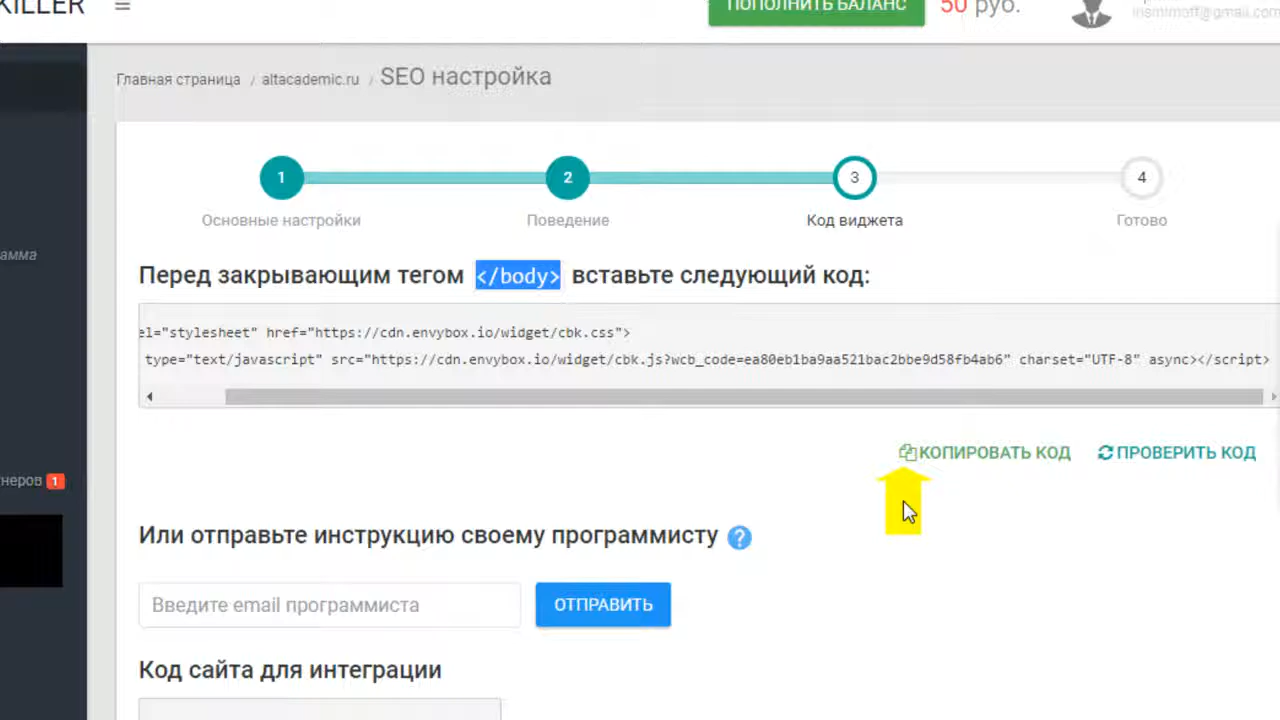 KILLER
ПОПОЛНИТЬ БАЛАНС
50 руб.
Главная страница / altacademic.ru / SEO настройка
1
2
3
4
Основные настройки
Поведение
Код виджета
Готово
амма
Перед закрывающим тегом </body> вставьте следующий код:
el="stylesheet" href="https://cdn.envybox.io/widget/cbk.css">
type="text/javascript" src="https://cdn.envybox.io/widget/cbk.js?wcb_code=ea80eb1ba9aa521bac2bbe9d58fb4ab6" charset="UTF-8" async></script>
КОПИРОВАТЬ КОД
ПРОВЕРИТЬ КОД
неров 1
Или отправьте инструкцию своему программисту ?
Введите email программиста
ОТПРАВИТЬ
Код сайта для интеграции